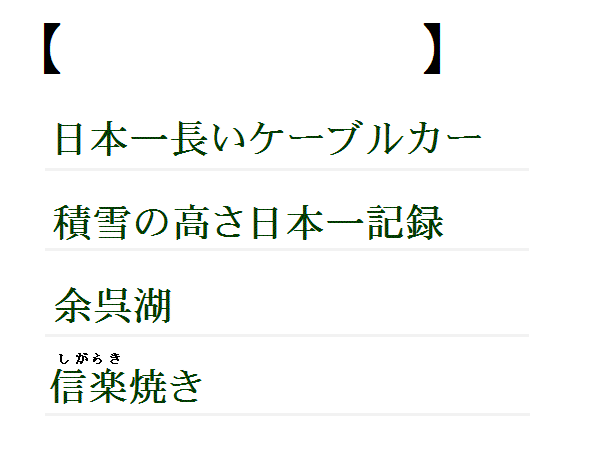 【 】
日本一長いケーブルカー
積雪の高さ日本一記録
余呉湖
しがらき
信楽焼き